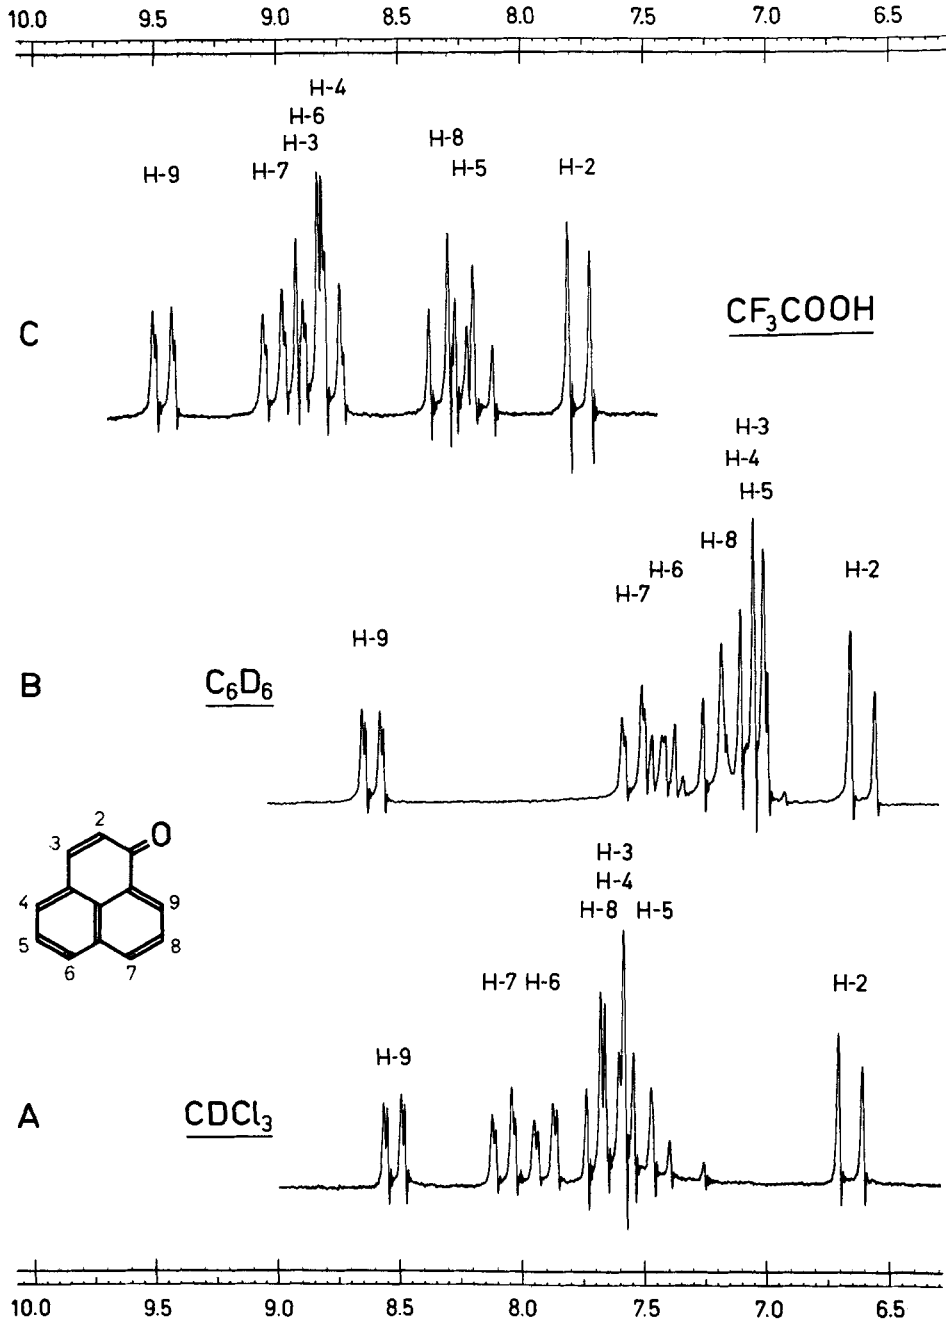 10.0 9.5 9.0 8.5 8.0 7.5 7.0 6.5
H-4
H-6
H-3 H-8
H-9 H-7 H-5 H-2
C CF3COOH
H-3
H-4
H-5
H-8
H-6 H-2
H-7
H-9
B C6D6
2 O
3
4 9
5 8
6 7
H-3
H-4
H-8 H-5
H-7 H-6 H-2
H-9
A CDCl3
10.0 9.5 9.0 8.5 8.0 7.5 7.0 6.5